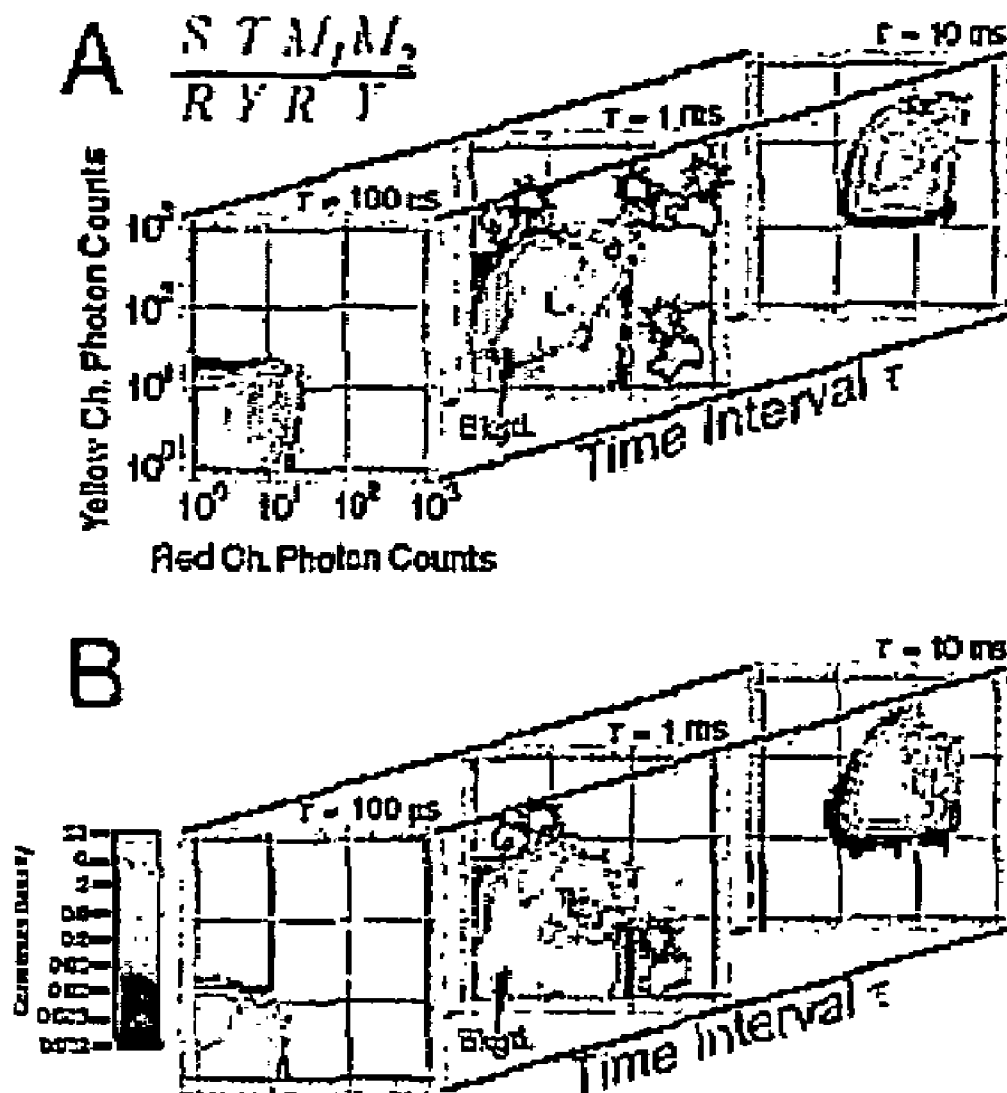 A
S T M₁M₂
R Y R Y
τ = 10 ms
τ = 1 ms
τ = 100 µs
Yellow Ch. Photon Counts
10³
10²
10¹
10⁰
10⁰ 10¹ 10² 10³
Red Ch. Photon Counts
Bkgd.
Time Interval τ
B
τ = 10 ms
τ = 1 ms
τ = 100 µs
Bkgd.
Time Interval τ